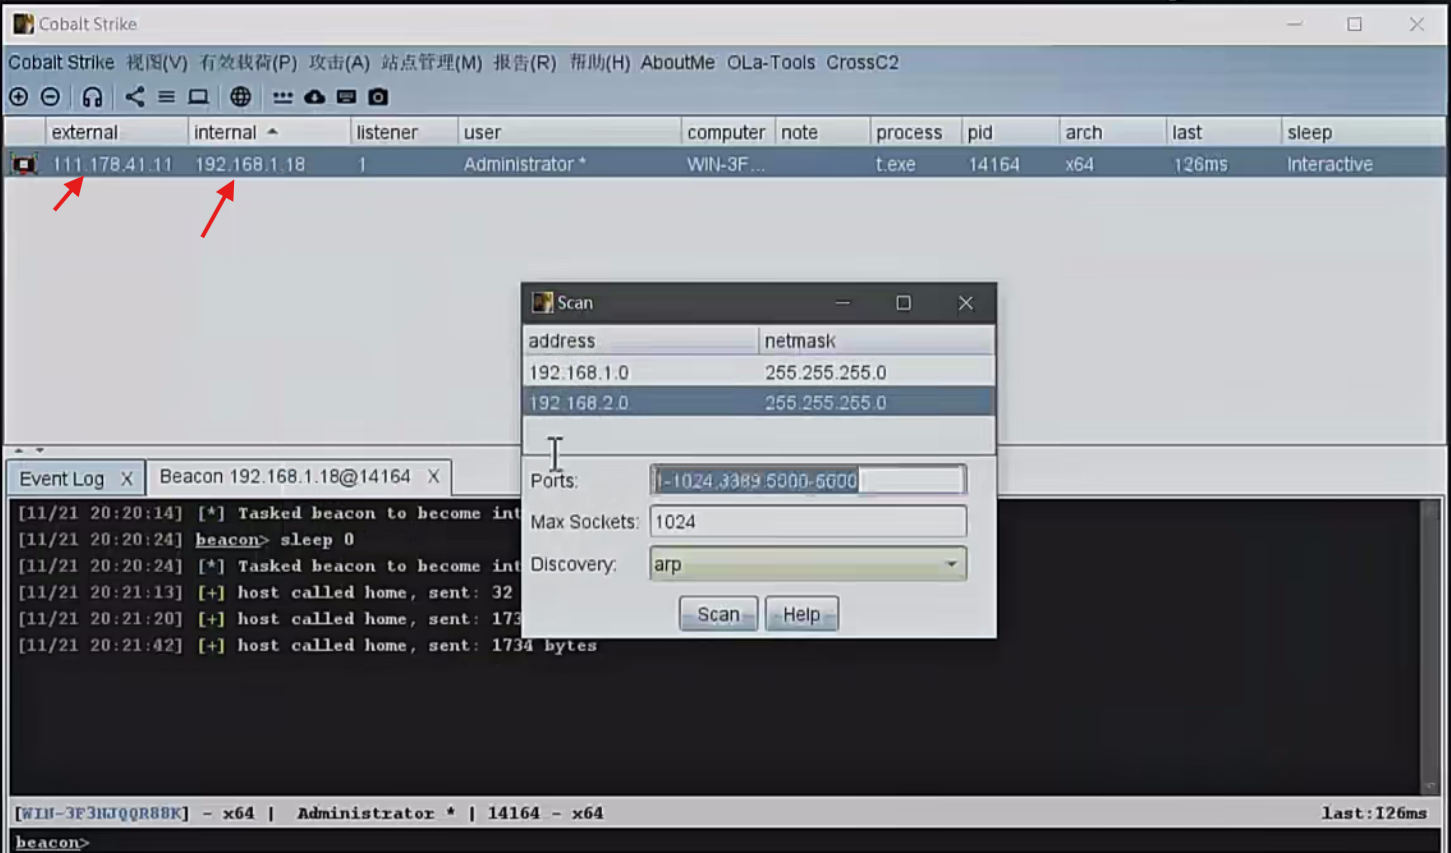 Cobalt Strike
Cobalt Strike 视图(V) 有效载荷(P) 攻击(A) 站点管理(M) 报告(R) 帮助(H) AboutMe OLa-Tools CrossC2
external internal listener user computer note process pid arch last sleep
111.178.41.11 192.168.1.18 1 Administrator * WIN-3F... t.exe 14164 x64 126ms Interactive
Scan
address netmask
192.168.1.0 255.255.255.0
192.168.2.0 255.255.255.0
Ports: 1-1024,3389,5000-6000
Max Sockets: 1024
Discovery: arp
Scan Help
Event Log X Beacon 192.168.1.18@14164 X
[11/21 20:20:14] [*] Tasked beacon to become int
[11/21 20:20:24] beacon> sleep 0
[11/21 20:20:24] [*] Tasked beacon to become int
[11/21 20:21:13] [+] host called home, sent: 32
[11/21 20:21:20] [+] host called home, sent: 173
[11/21 20:21:42] [+] host called home, sent: 1734 bytes
[WIN-3F3NJQQR88K] - x64 | Administrator * | 14164 - x64 last:126ms
beacon>